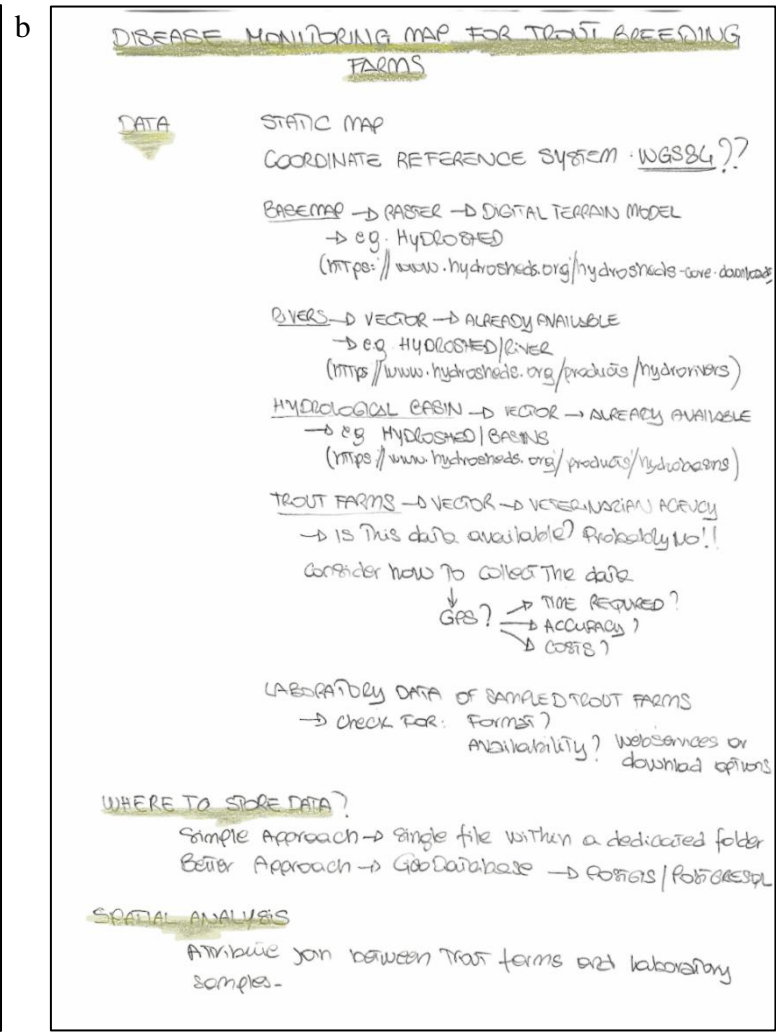 b
DISEASE MONITORING MAP FOR TROUT BREEDING
FARMS
DATA STATIC MAP
COORDINATE REFERENCE SYSTEM . WGS84??
BASEMAP → RASTER → DIGITAL TERRAIN MODEL
→ eg. HYDROSHED
(https://www.hydrosheds.org/hydrosheds-core-downloads
RIVERS → VECTOR → ALREADY AVAILABLE
→ e.g. HYDROSHED/RIVER
(https//www.hydrosheds.org/products/hydrorivers)
HYDROLOGICAL BASIN → VECTOR → ALREADY AVAILABLE
→ eg HYDROSHED/BASINS
(https//www.hydrosheds.org/products/hydrobasins)
TROUT FARMS → VECTOR → VETERINARIAN AGENCY
→ IS This data available? Probably No!!
Consider how to collect the data
↓
GPS? → TIME REQUIRED?
→ ACCURACY?
→ COSTS?
LABORATORY DATA OF SAMPLED TROUT FARMS
→ check FOR: Format?
Availability? Webservices or
download options
WHERE TO STORE DATA?
Simple Approach → single file within a dedicated folder
Better Approach → GeoDatabase → POSTGIS/POSTGRESQL
SPATIAL ANALYSIS
Attribute join between trout farms and laboratory
samples-